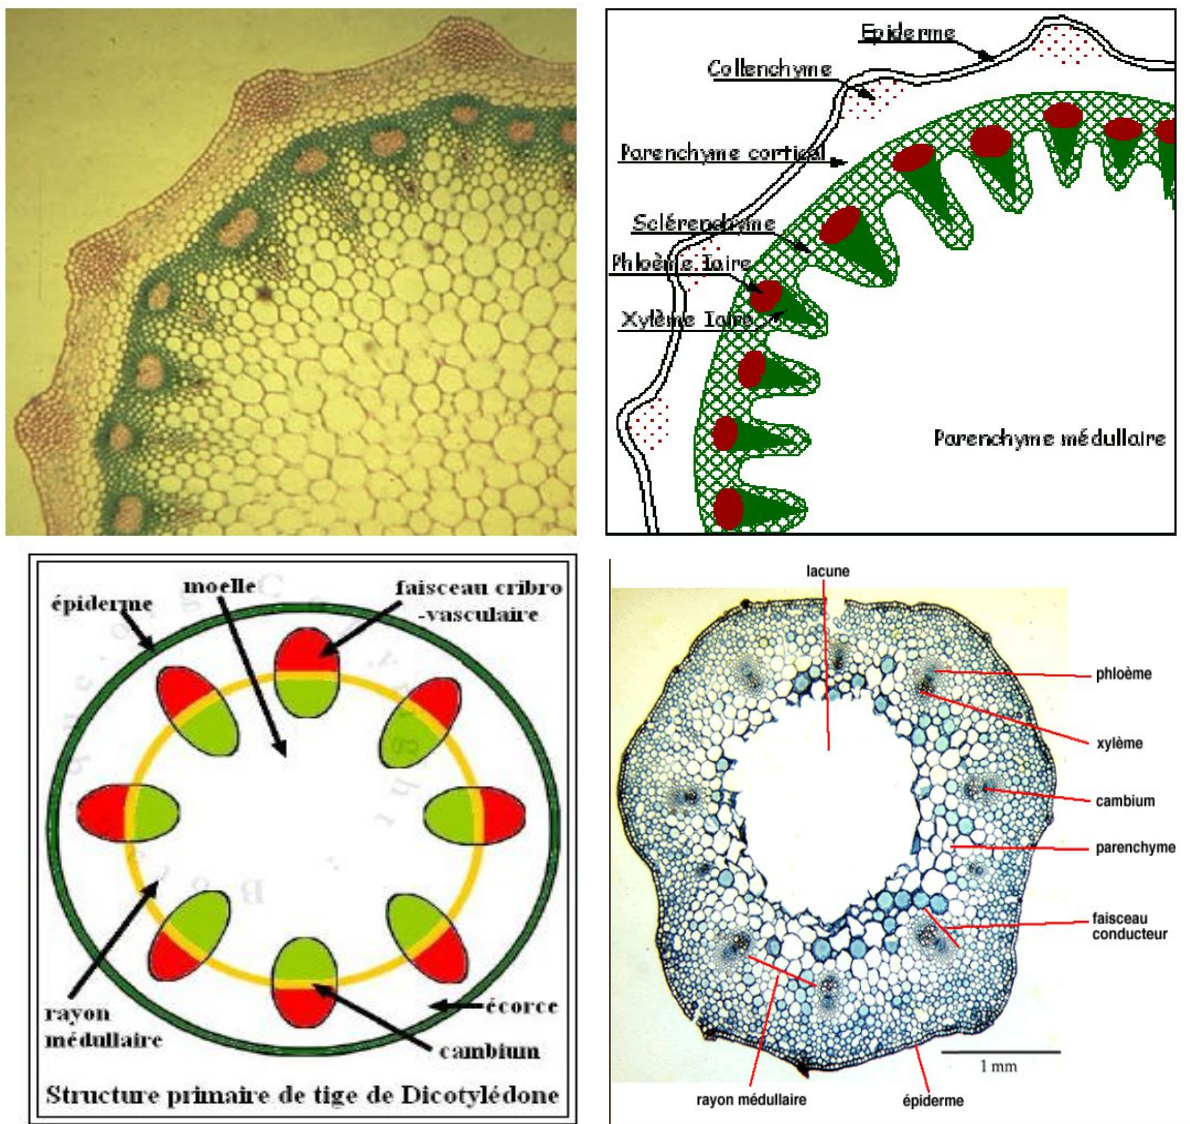 Epiderme
Collenchyme
Parenchyme cortical
Sclérenchyme
Phloème Iaire
Xylème Iaire
Parenchyme médullaire
épiderme
moelle
faisceau cribro
-vasculaire
rayon
médullaire
écorce
cambium
Structure primaire de tige de Dicotylédone
lacune
phloème
xylème
cambium
parenchyme
faisceau
conducteur
1 mm
rayon médullaire
épiderme